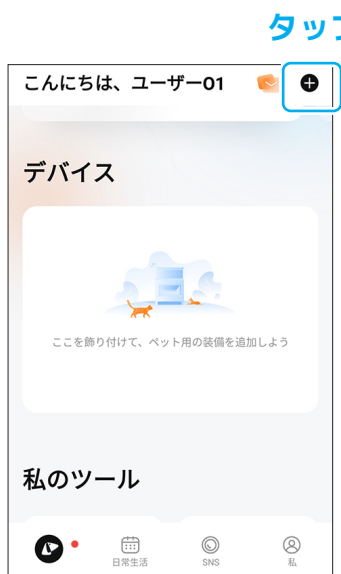 タップ
こんにちは、ユーザー01
デバイス
ここを飾り付けて、ペット用の装備を追加しよう
私のツール
日常生活
SNS
私